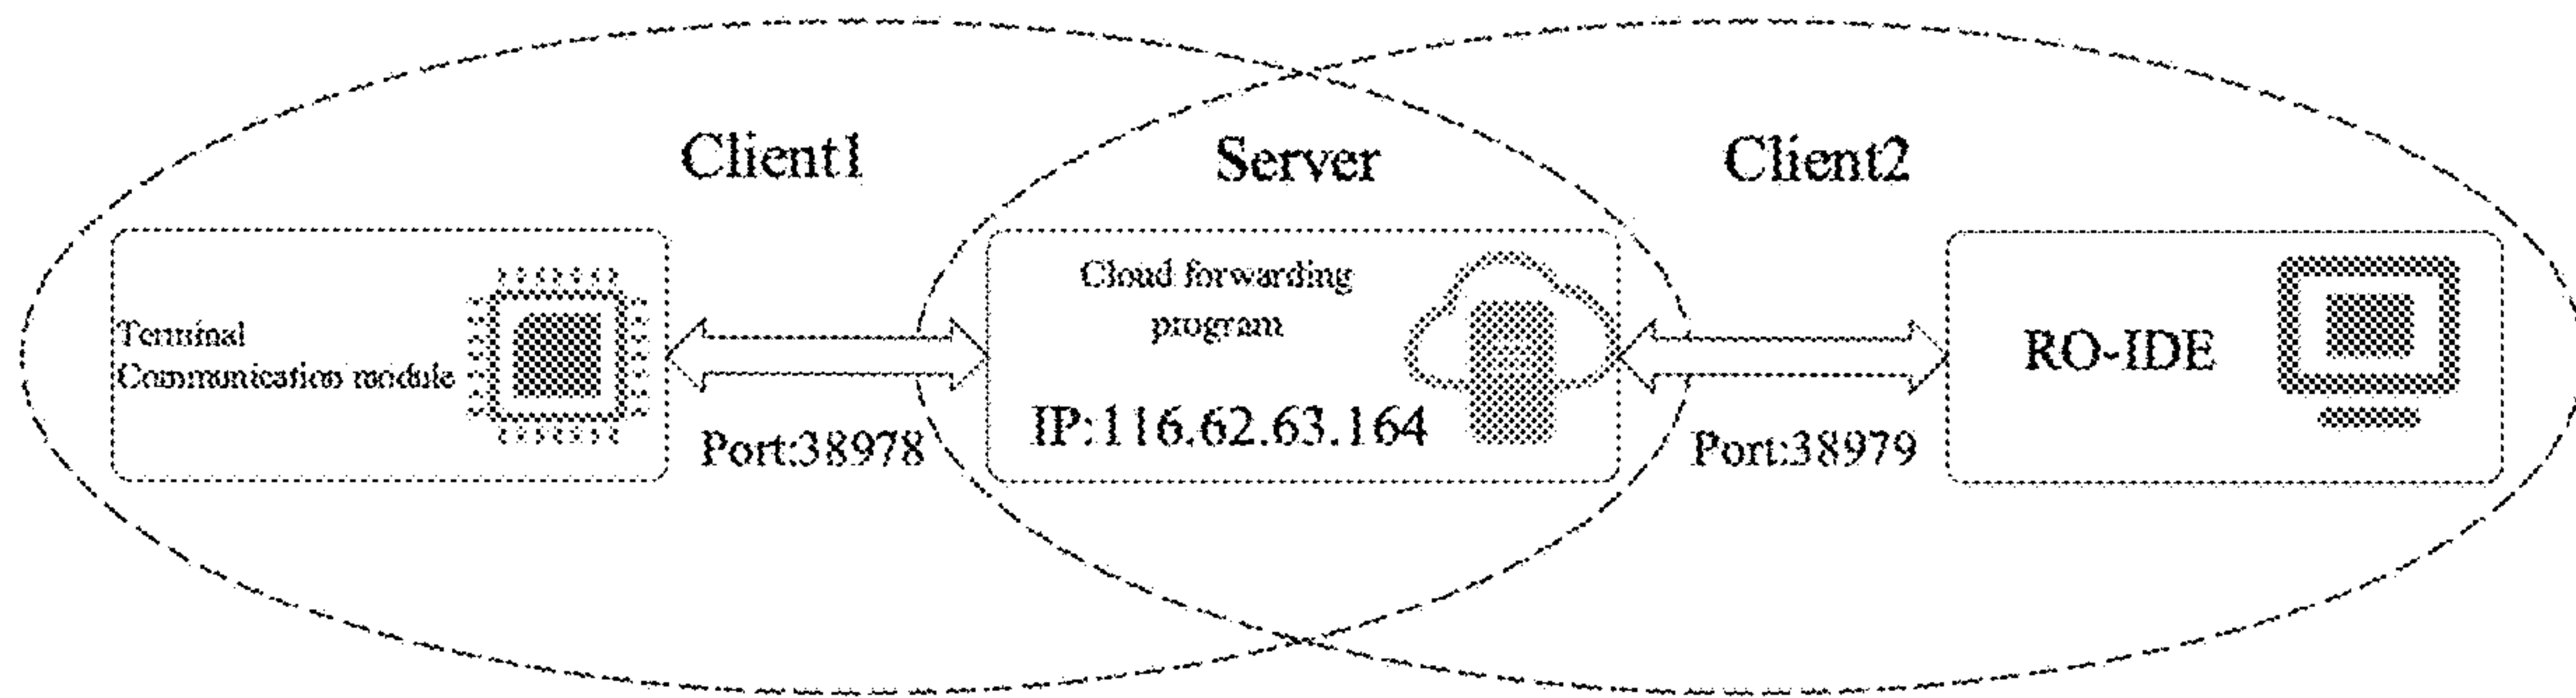 Client1
Server
Client2
Terminal
Communication module
Cloud forwarding
program
IP:116.62.63.164
RO-IDE
Port:38978
Port:38979